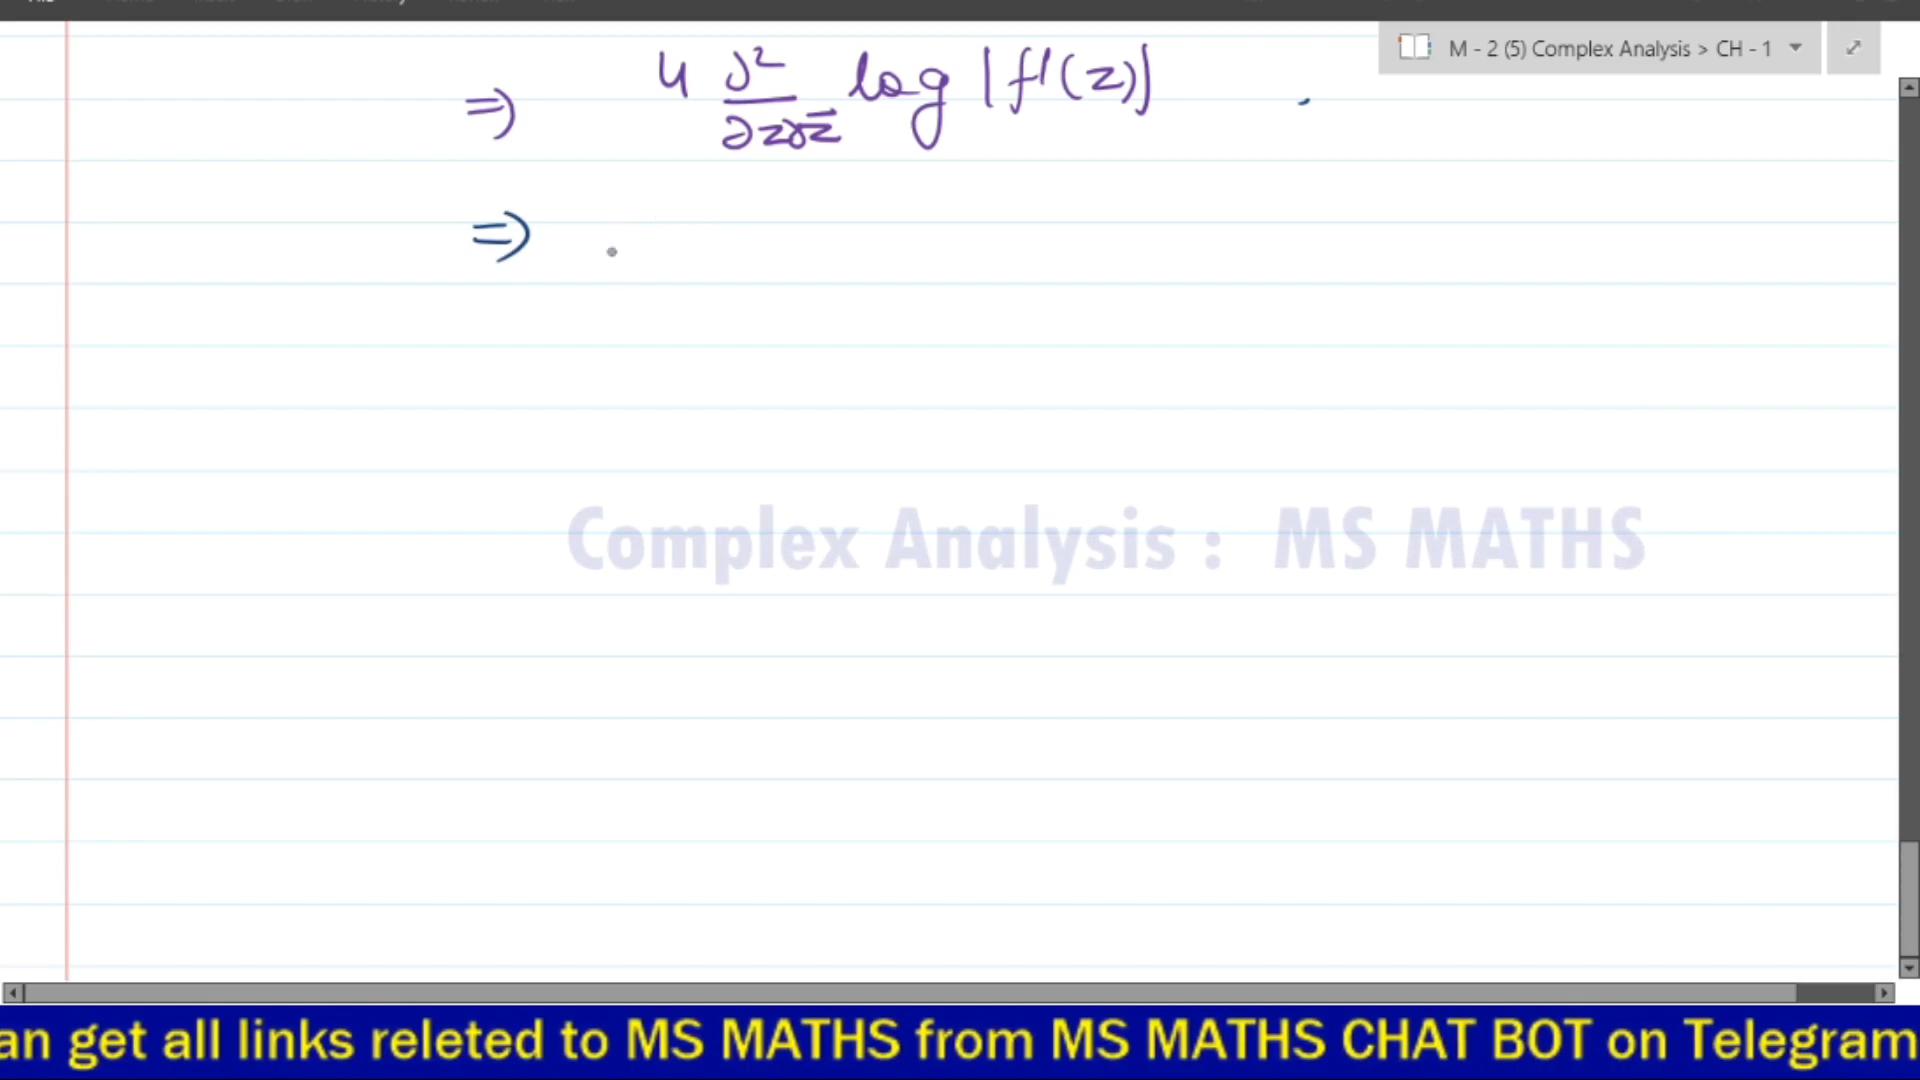 M - 2 (5) Complex Analysis > CH - 1
⇒ 4 ∂²/∂z∂z̄ log |f'(z)|
⇒
Complex Analysis : MS MATHS
an get all links releted to MS MATHS from MS MATHS CHAT BOT on Telegram